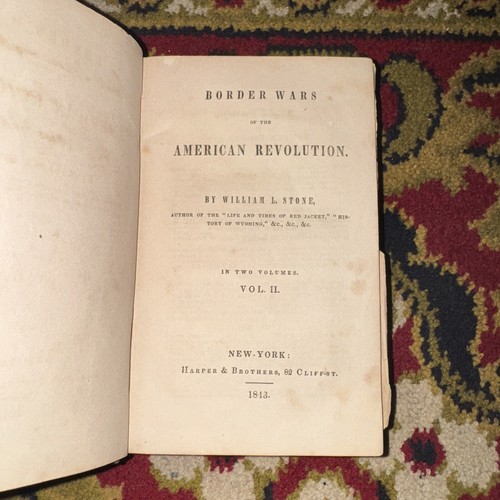 BORDER WARS
OF THE
AMERICAN REVOLUTION.
BY WILLIAM L. STONE,
AUTHOR OF THE "LIFE AND TIMES OF RED JACKET," "HIS-
TORY OF WYOMING," &c., &c., &c.
IN TWO VOLUMES.
VOL. II.
NEW-YORK:
HARPER & BROTHERS, 82 CLIFF-ST.
1843.